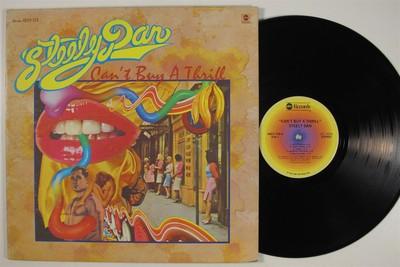 Steely Dan
Can't Buy A Thrill
abc Records
"CAN'T BUY A THRILL"
STEELY DAN